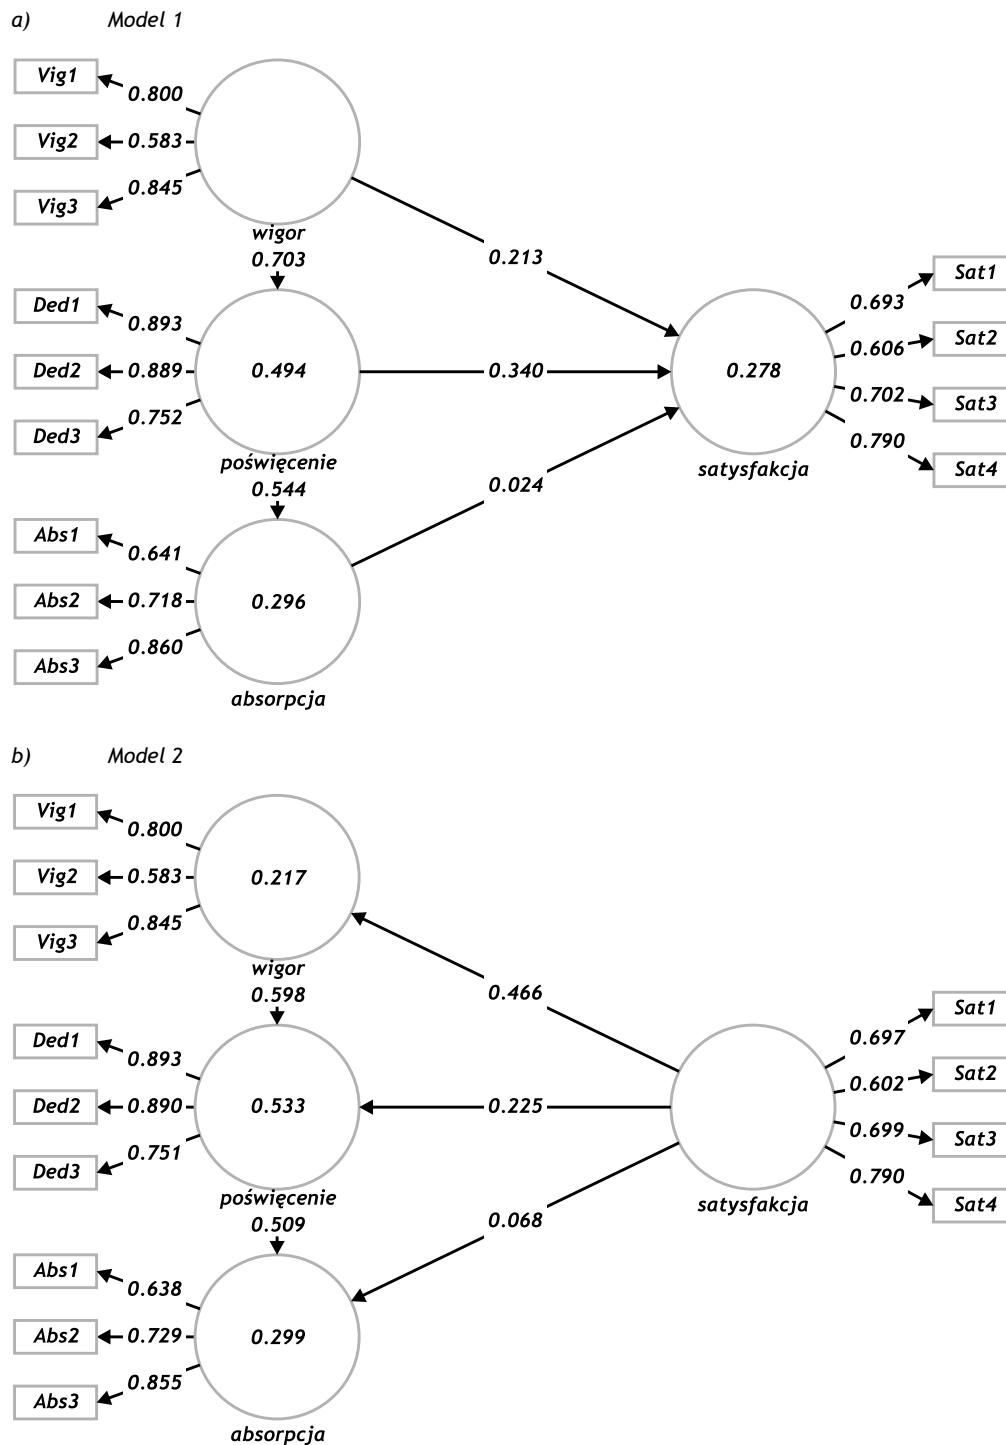 a) Model 1
Vig1
0.800
Vig2
0.583
Vig3
0.845
wigor
0.703
0.213
Ded1
0.893
Ded2
0.889
0.494
0.340
0.278
Ded3
0.752
poświęcenie
0.544
0.024
satysfakcja
Sat1
0.693
Sat2
0.606
Sat3
0.702
Sat4
0.790
Abs1
0.641
Abs2
0.718
0.296
Abs3
0.860
absorpcja
b) Model 2
Vig1
0.800
Vig2
0.583
0.217
Vig3
0.845
wigor
0.598
0.466
Ded1
0.893
Ded2
0.890
0.533
0.225
Ded3
0.751
poświęcenie
0.509
0.068
satysfakcja
Sat1
0.697
Sat2
0.602
Sat3
0.699
Sat4
0.790
Abs1
0.638
Abs2
0.729
0.299
Abs3
0.855
absorpcja